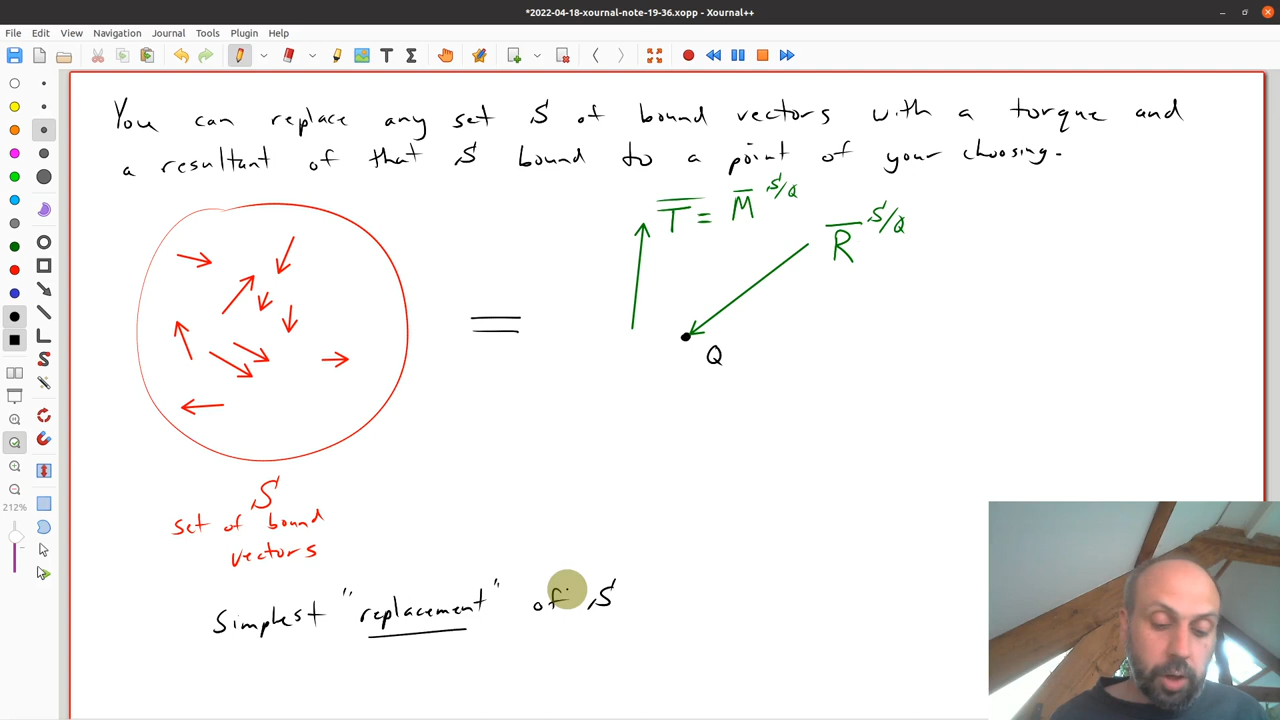 *2022-04-18-xournal-note-19-36.xopp - Xournal++
File Edit View Navigation Journal Tools Plugin Help
You can replace any set S of bound vectors with a torque and
a resultant of that S bound to a point of your choosing.
T = M S/Q
R S/Q
Q
S
set of bound
vectors
Simplest "replacement" of S
212%